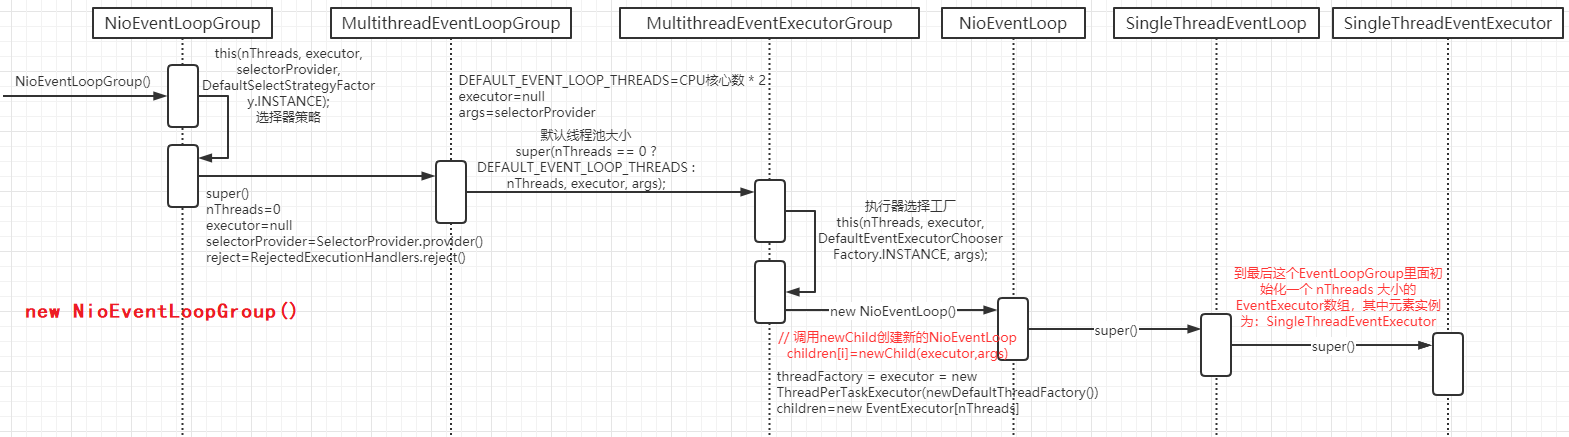 NioEventLoopGroup
MultithreadEventLoopGroup
MultithreadEventExecutorGroup
NioEventLoop
SingleThreadEventLoop
SingleThreadEventExecutor
NioEventLoopGroup()
this(nThreads, executor,
selectorProvider,
DefaultSelectStrategyFactor
y.INSTANCE);
选择器策略
super()
nThreads=0
executor=null
selectorProvider=SelectorProvider.provider()
reject=RejectedExecutionHandlers.reject()
DEFAULT_EVENT_LOOP_THREADS=CPU核心数 * 2
executor=null
args=selectorProvider
默认线程池大小
super(nThreads == 0 ?
DEFAULT_EVENT_LOOP_THREADS :
nThreads, executor, args);
执行器选择工厂
this(nThreads, executor,
DefaultEventExecutorChooser
Factory.INSTANCE, args);
new NioEventLoop()
// 调用newChild创建新的NioEventLoop
children[i]=newChild(executor,args)
threadFactory = executor = new
ThreadPerTaskExecutor(newDefaultThreadFactory())
children=new EventExecutor[nThreads]
super()
到最后这个EventLoopGroup里面初
始化一个 nThreads 大小的
EventExecutor数组，其中元素实例
为：SingleThreadEventExecutor
super()
new NioEventLoopGroup()